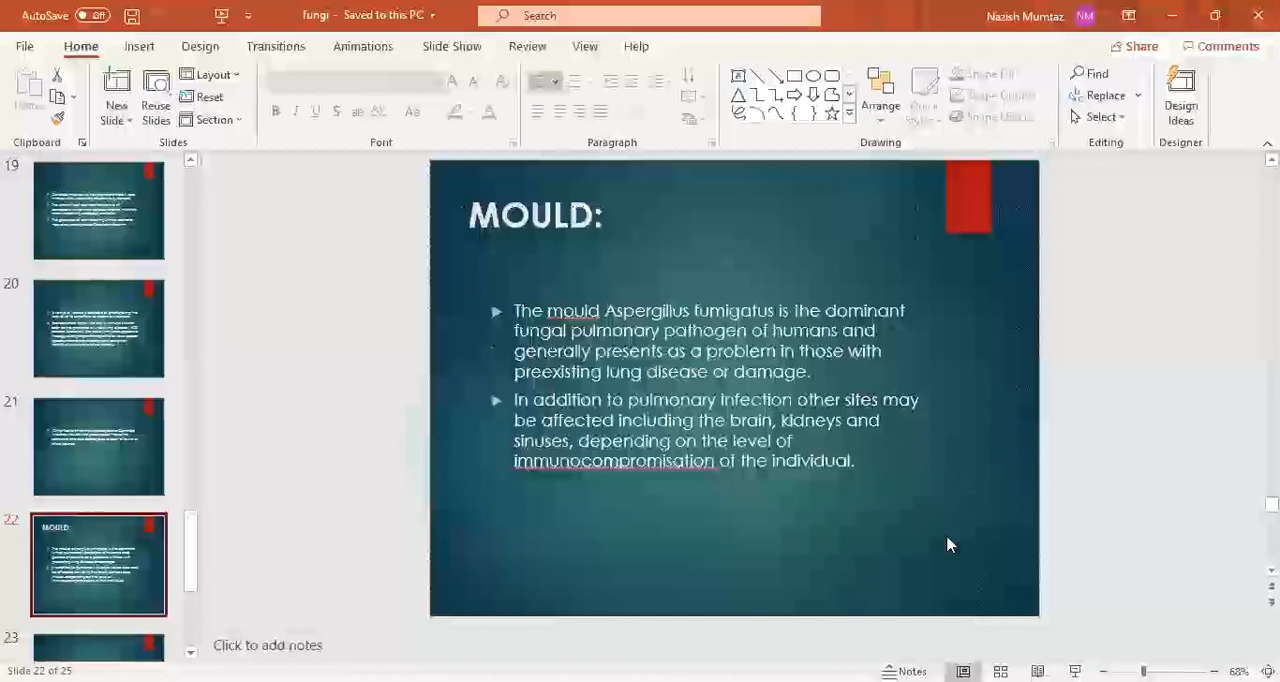 AutoSave Off
fungi - Saved to this PC
Search
Nazish Mumtaz NM
File Home Insert Design Transitions Animations Slide Show Review View Help
Share Comments
New Slide
Reuse Slides
Layout
Reset
Section
Arrange
Shape Fill
Find
Replace
Select
Design Ideas
Clipboard Slides Font Paragraph Drawing Editing Designer
19
20
21
22
23
MOULD:
MOULD:
The mould Aspergillus fumigatus is the dominant
fungal pulmonary pathogen of humans and
generally presents as a problem in those with
preexisting lung disease or damage.
In addition to pulmonary infection other sites may
be affected including the brain, kidneys and
sinuses, depending on the level of
immunocompromisation of the individual.
Click to add notes
Slide 22 of 25
Notes
68%